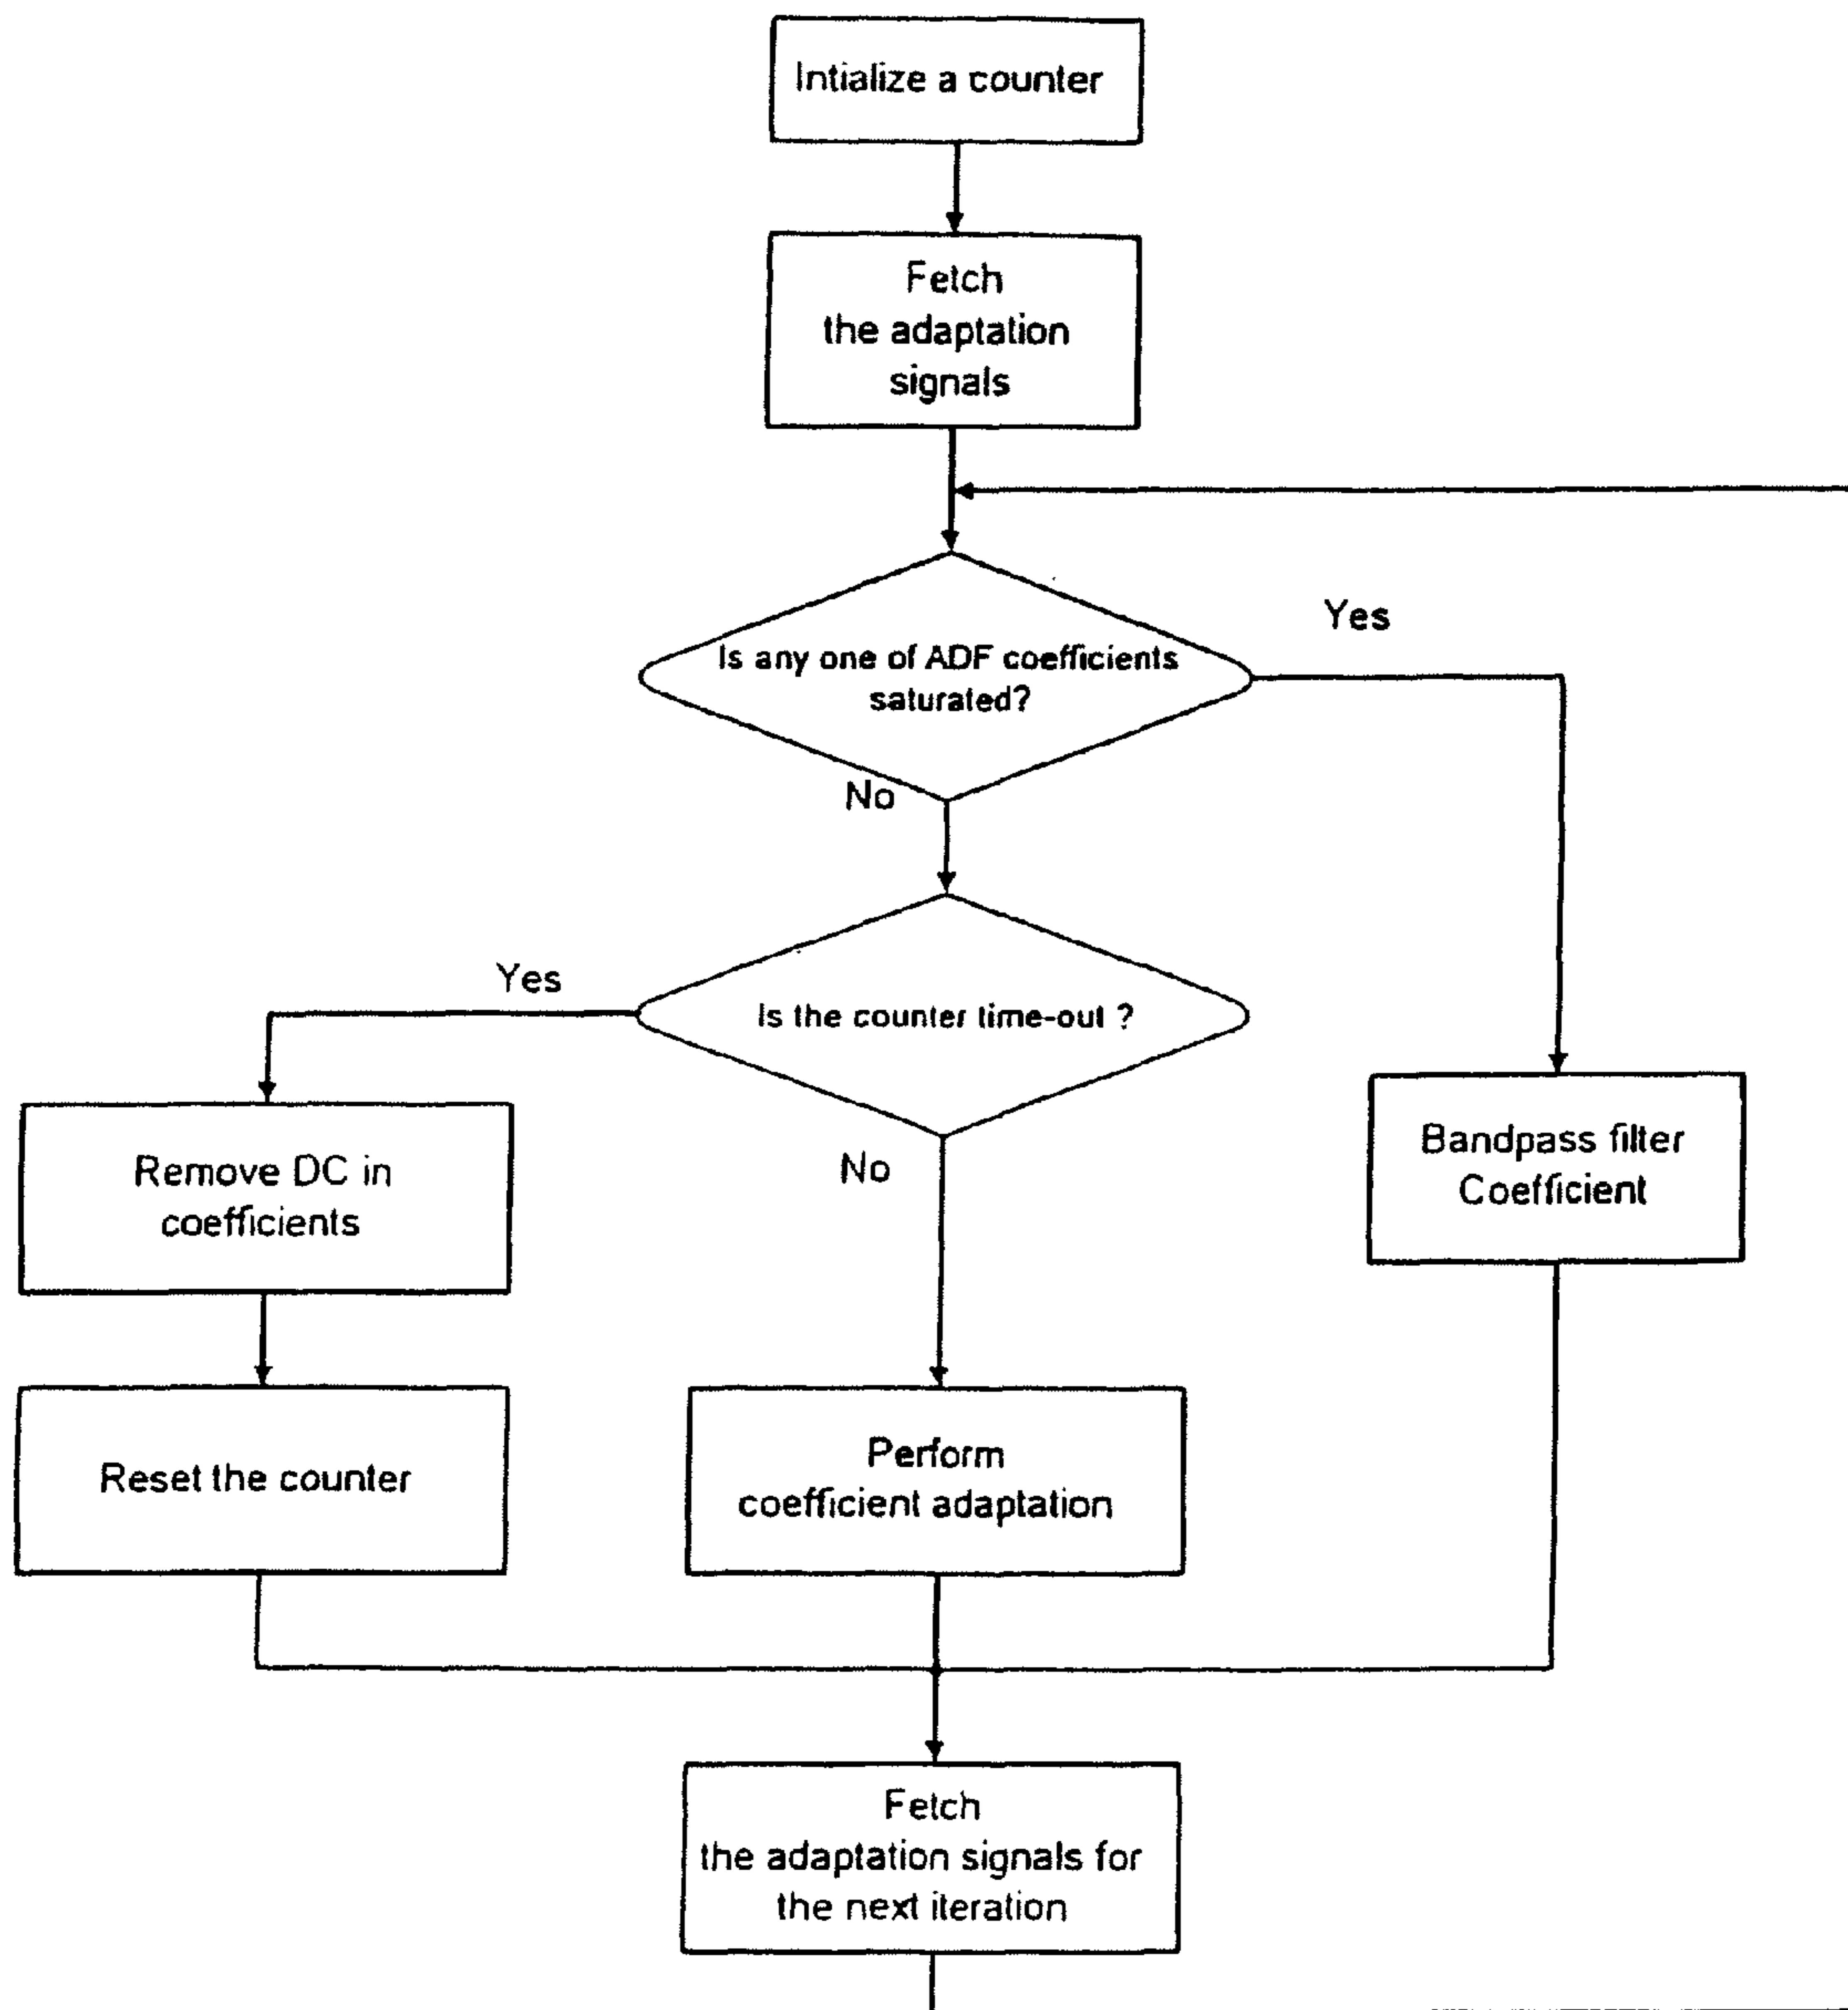 Intialize a counter
Fetch
the adaptation
signals
Yes
Is any one of ADF coefficients
saturated?
No
Yes
Is the counter time-out ?
Remove DC in
coefficients
No
Bandpass filter
Coefficient
Reset the counter
Perform
coefficient adaptation
Fetch
the adaptation signals for
the next iteration